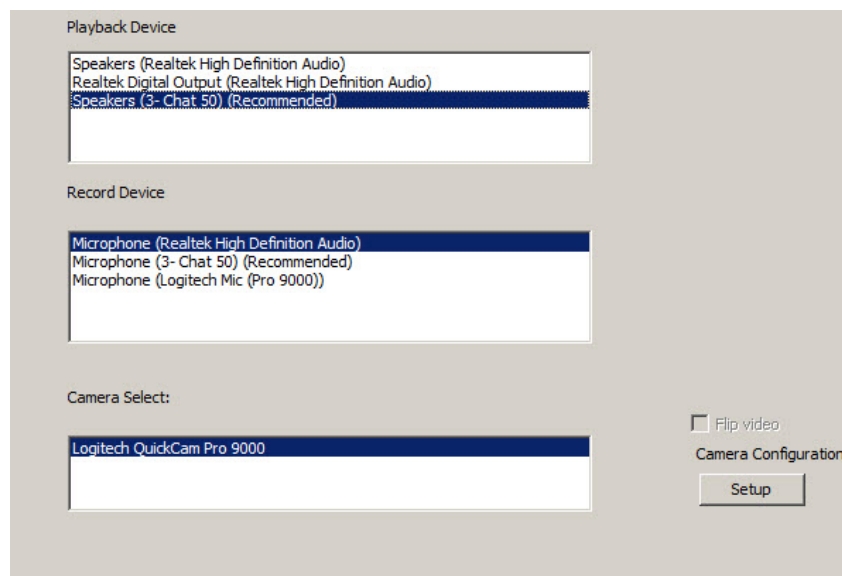 Playback Device
Speakers (Realtek High Definition Audio)
Realtek Digital Output (Realtek High Definition Audio)
Speakers (3- Chat 50) (Recommended)
Record Device
Microphone (Realtek High Definition Audio)
Microphone (3- Chat 50) (Recommended)
Microphone (Logitech Mic (Pro 9000))
Camera Select:
Logitech QuickCam Pro 9000
Flip video
Camera Configuration
Setup